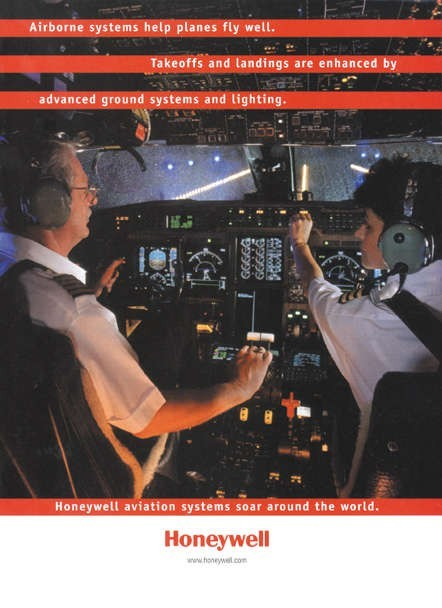 Airborne systems help planes fly well.
Takeoffs and landings are enhanced by
advanced ground systems and lighting.
Honeywell aviation systems soar around the world.
Honeywell
www.honeywell.com